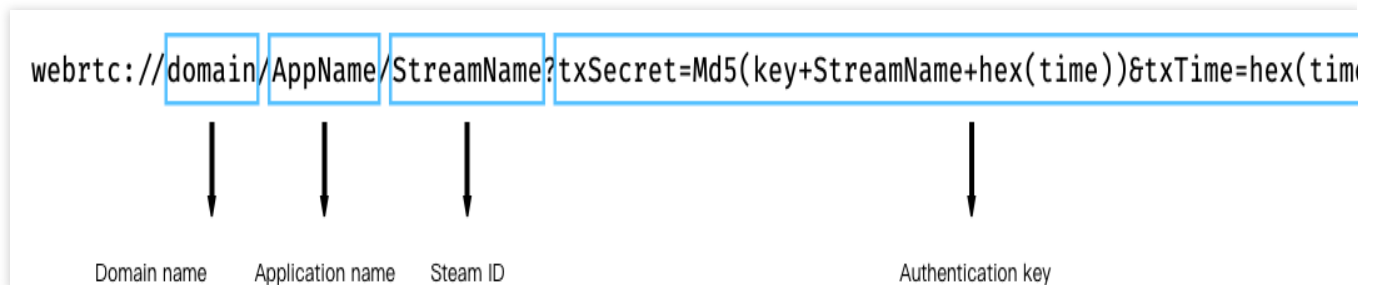 webrtc://domain/AppName/StreamName?txSecret=Md5(key+StreamName+hex(time))&txTime=hex(tim
Domain name Application name Steam ID Authentication key